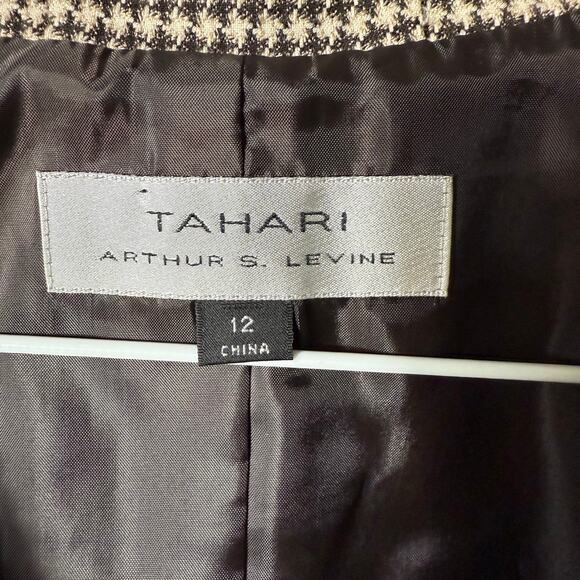 TAHARI
ARTHUR S. LEVINE
12
CHINA